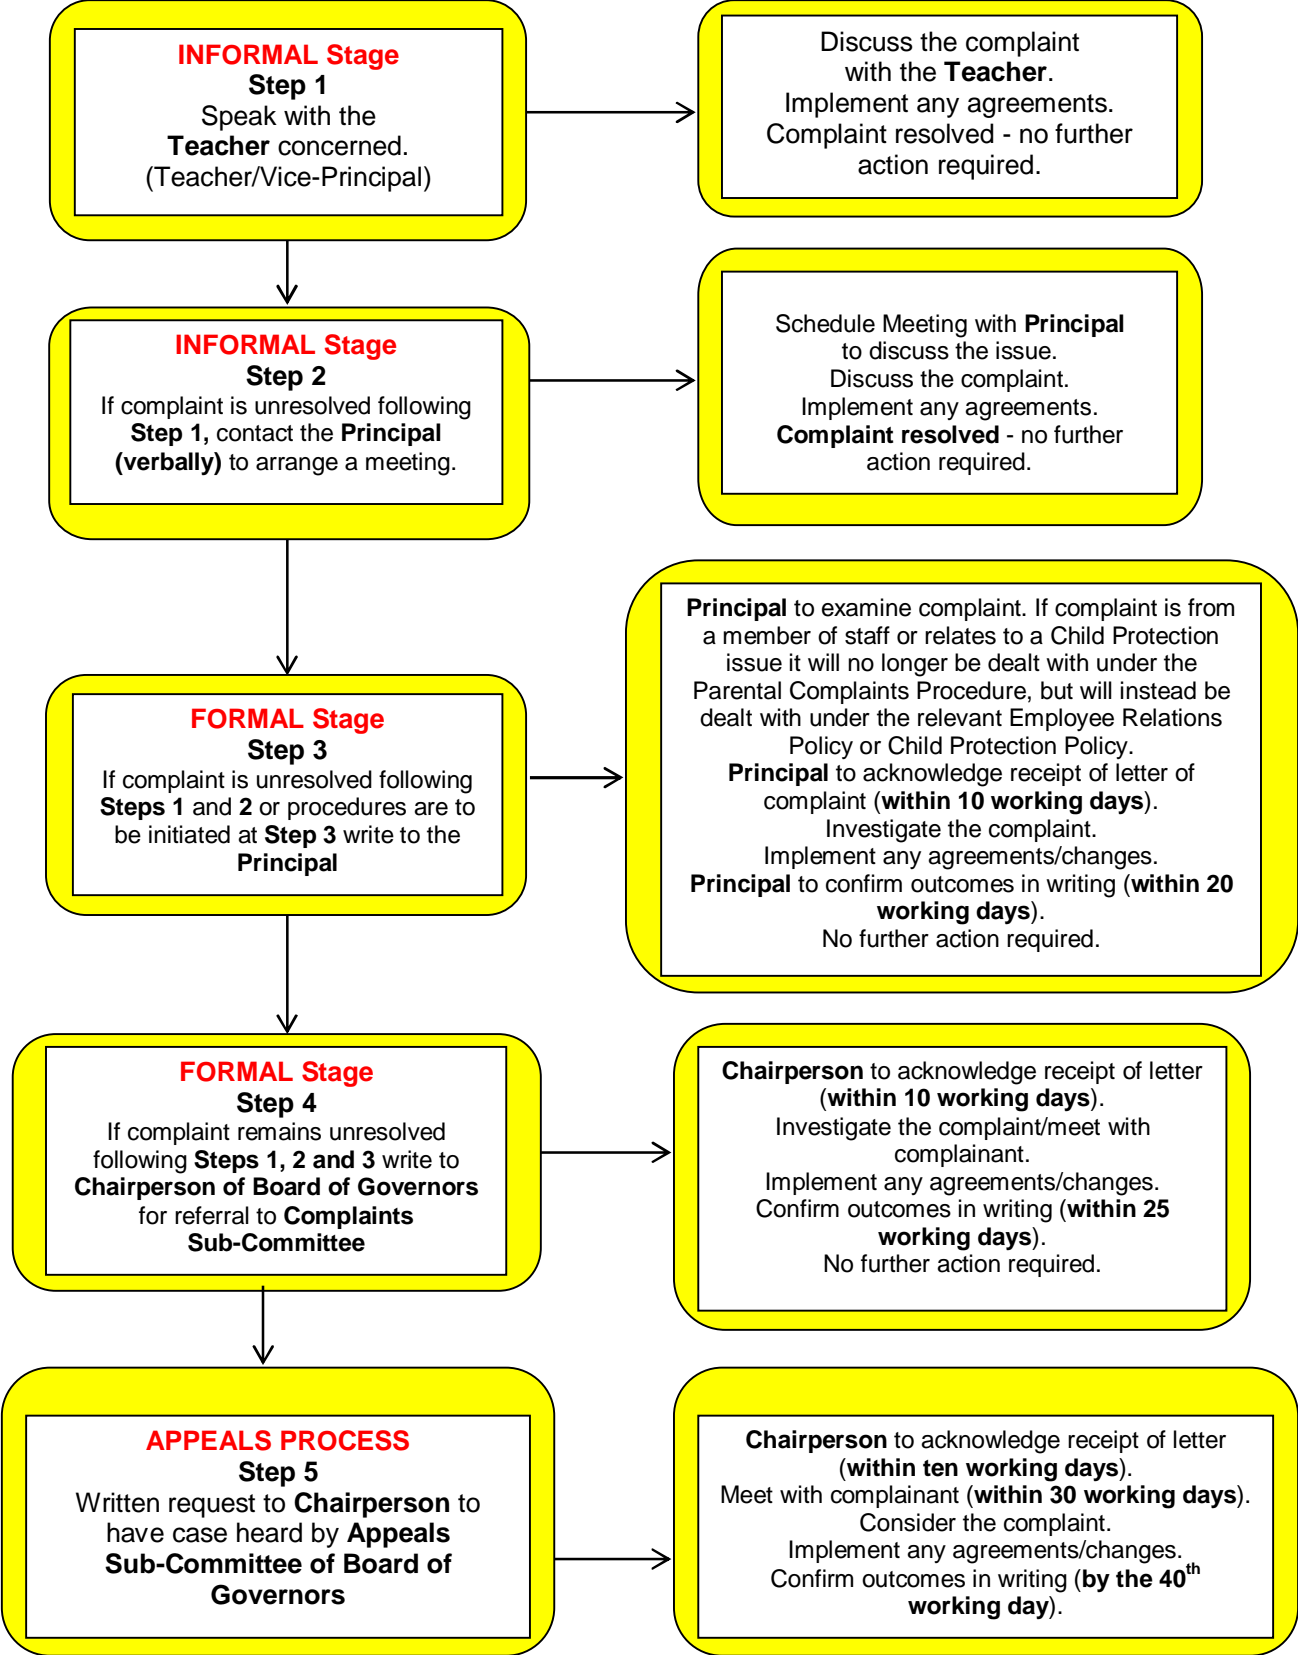 INFORMAL Stage
Step 1
Speak with the
Teacher concerned.
(Teacher/Vice-Principal)
Discuss the complaint
with the Teacher.
Implement any agreements.
Complaint resolved - no further
action required.
INFORMAL Stage
Step 2
If complaint is unresolved following
Step 1, contact the Principal
(verbally) to arrange a meeting.
Schedule Meeting with Principal
to discuss the issue.
Discuss the complaint.
Implement any agreements.
Complaint resolved - no further
action required.
FORMAL Stage
Step 3
If complaint is unresolved following
Steps 1 and 2 or procedures are to
be initiated at Step 3 write to the
Principal
Principal to examine complaint. If complaint is from
a member of staff or relates to a Child Protection
issue it will no longer be dealt with under the
Parental Complaints Procedure, but will instead be
dealt with under the relevant Employee Relations
Policy or Child Protection Policy.
Principal to acknowledge receipt of letter of
complaint (within 10 working days).
Investigate the complaint.
Implement any agreements/changes.
Principal to confirm outcomes in writing (within 20
working days).
No further action required.
FORMAL Stage
Step 4
If complaint remains unresolved
following Steps 1, 2 and 3 write to
Chairperson of Board of Governors
for referral to Complaints
Sub-Committee
Chairperson to acknowledge receipt of letter
(within 10 working days).
Investigate the complaint/meet with
complainant.
Implement any agreements/changes.
Confirm outcomes in writing (within 25
working days).
No further action required.
APPEALS PROCESS
Step 5
Written request to Chairperson to
have case heard by Appeals
Sub-Committee of Board of
Governors
Chairperson to acknowledge receipt of letter
(within ten working days).
Meet with complainant (within 30 working days).
Consider the complaint.
Implement any agreements/changes.
Confirm outcomes in writing (by the 40th
working day).